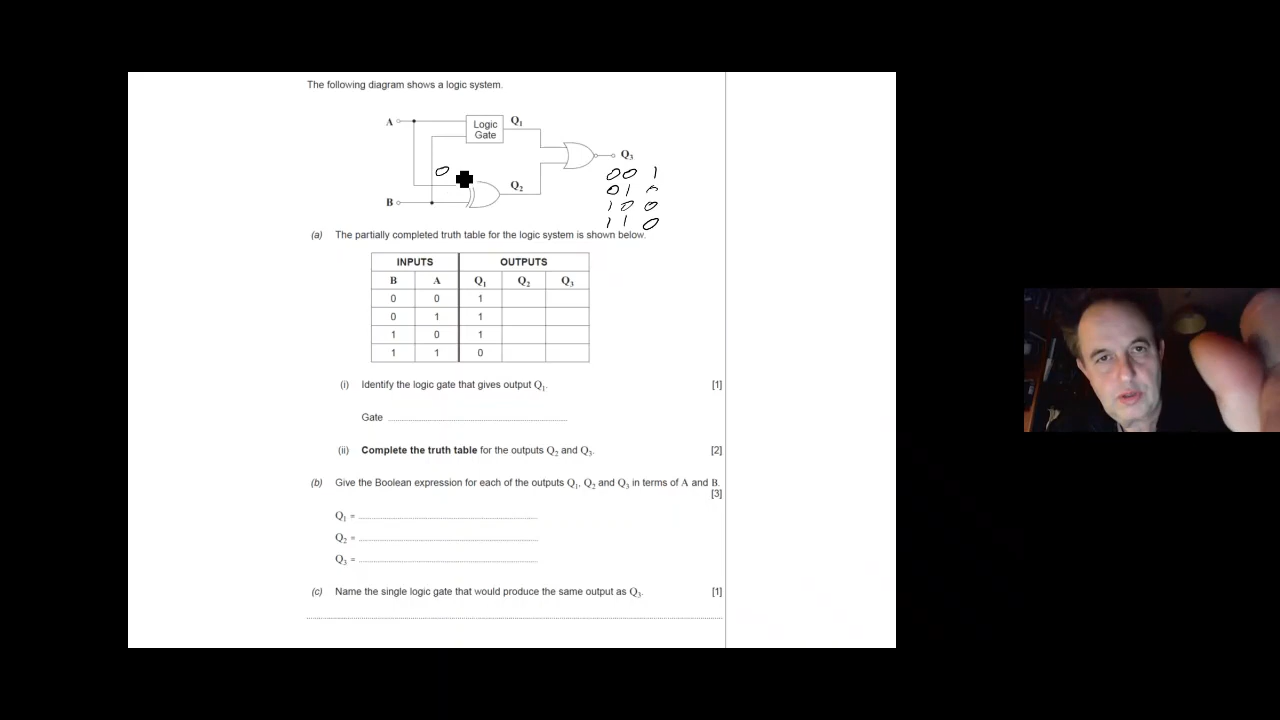 The following diagram shows a logic system.
A
Logic
Gate
Q1
Q3
0
Q2
B
0 0 1
0 1 0
1 0 0
1 1 0
(a) The partially completed truth table for the logic system is shown below.
INPUTS OUTPUTS
B A Q1 Q2 Q3
0 0 1
0 1 1
1 0 1
1 1 0
(i) Identify the logic gate that gives output Q1. [1]
Gate ........................................................
(ii) Complete the truth table for the outputs Q2 and Q3. [2]
(b) Give the Boolean expression for each of the outputs Q1, Q2 and Q3 in terms of A and B.
[3]
Q1 = ........................................................
Q2 = ........................................................
Q3 = ........................................................
(c) Name the single logic gate that would produce the same output as Q3. [1]